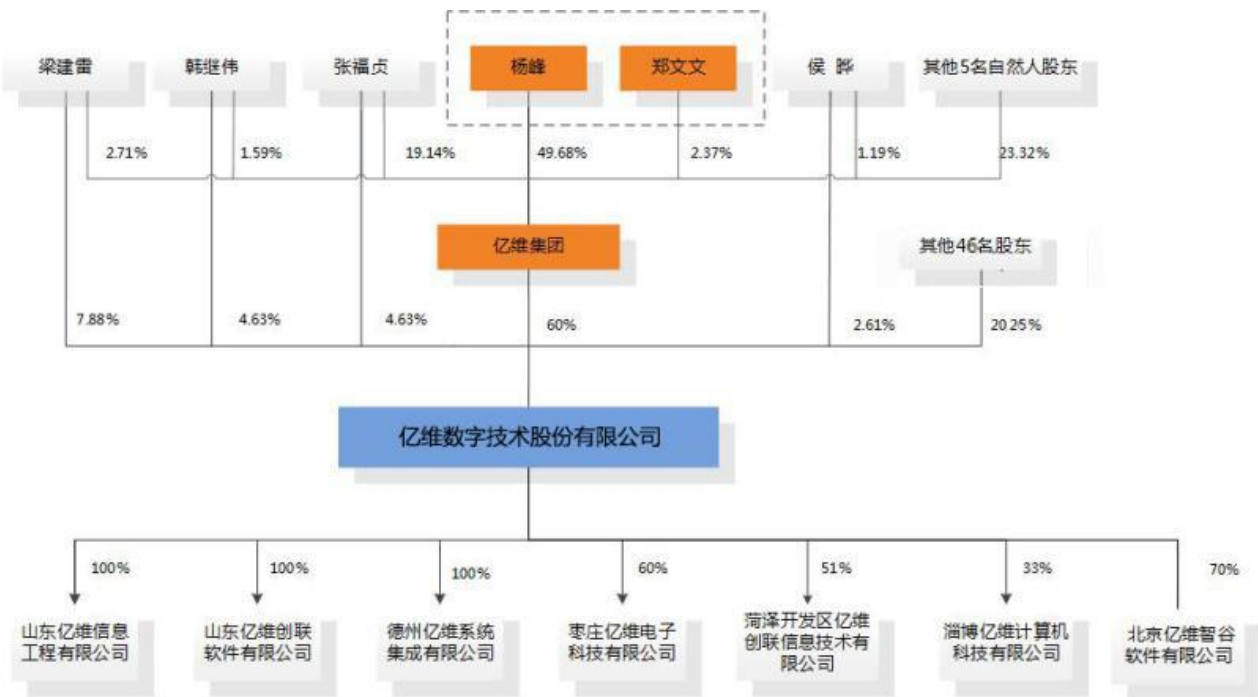 梁建雷
韩继伟
张福贞
杨峰
郑文文
侯 晔
其他5名自然人股东
2.71%
1.59%
19.14%
49.68%
2.37%
1.19%
23.32%
亿维集团
其他46名股东
7.88%
4.63%
4.63%
60%
2.61%
20.25%
亿维数字技术股份有限公司
100%
100%
100%
60%
51%
33%
70%
山东亿维信息
工程有限公司
山东亿维创联
软件有限公司
德州亿维系统
集成有限公司
枣庄亿维电子
科技有限公司
菏泽开发区亿维
创联信息技术有
限公司
淄博亿维计算机
科技有限公司
北京亿维智谷
软件有限公司